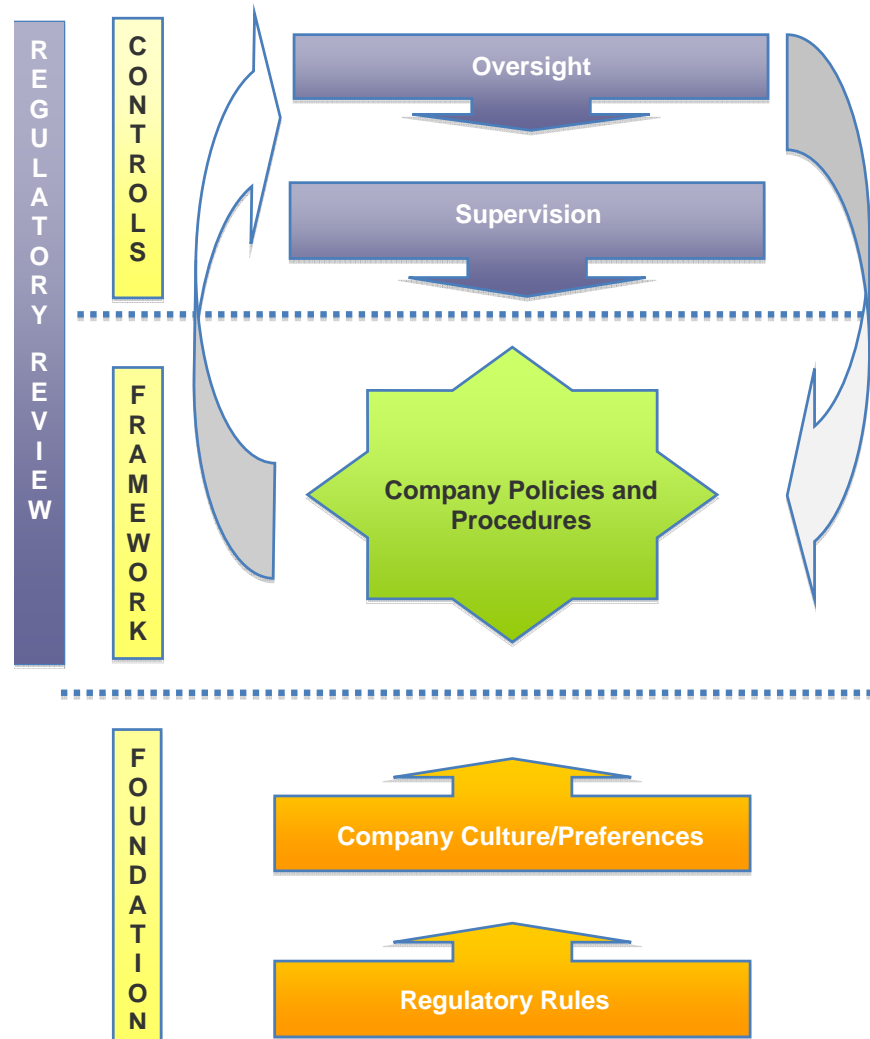 REGULATORY REVIEW
CONTROLS
Oversight
Supervision
FRAMEWORK
Company Policies and
Procedures
FOUNDATION
Company Culture/Preferences
Regulatory Rules